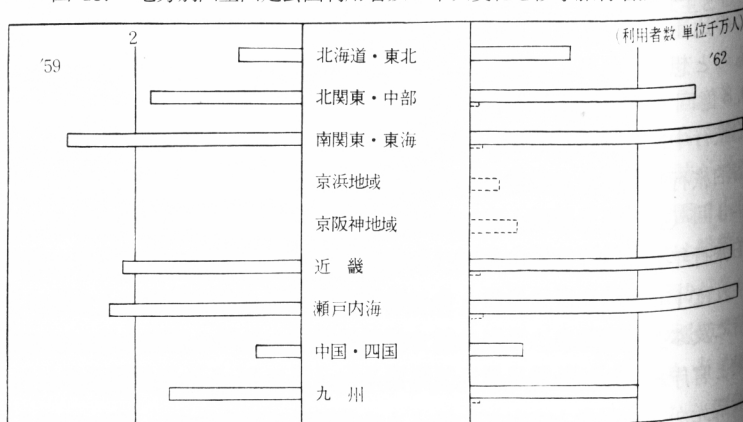 (利用者数 単位千万人)
2
'59
'62
北海道・東北
北関東・中部
南関東・東海
京浜地域
京阪神地域
近畿
瀬戸内海
中国・四国
九州